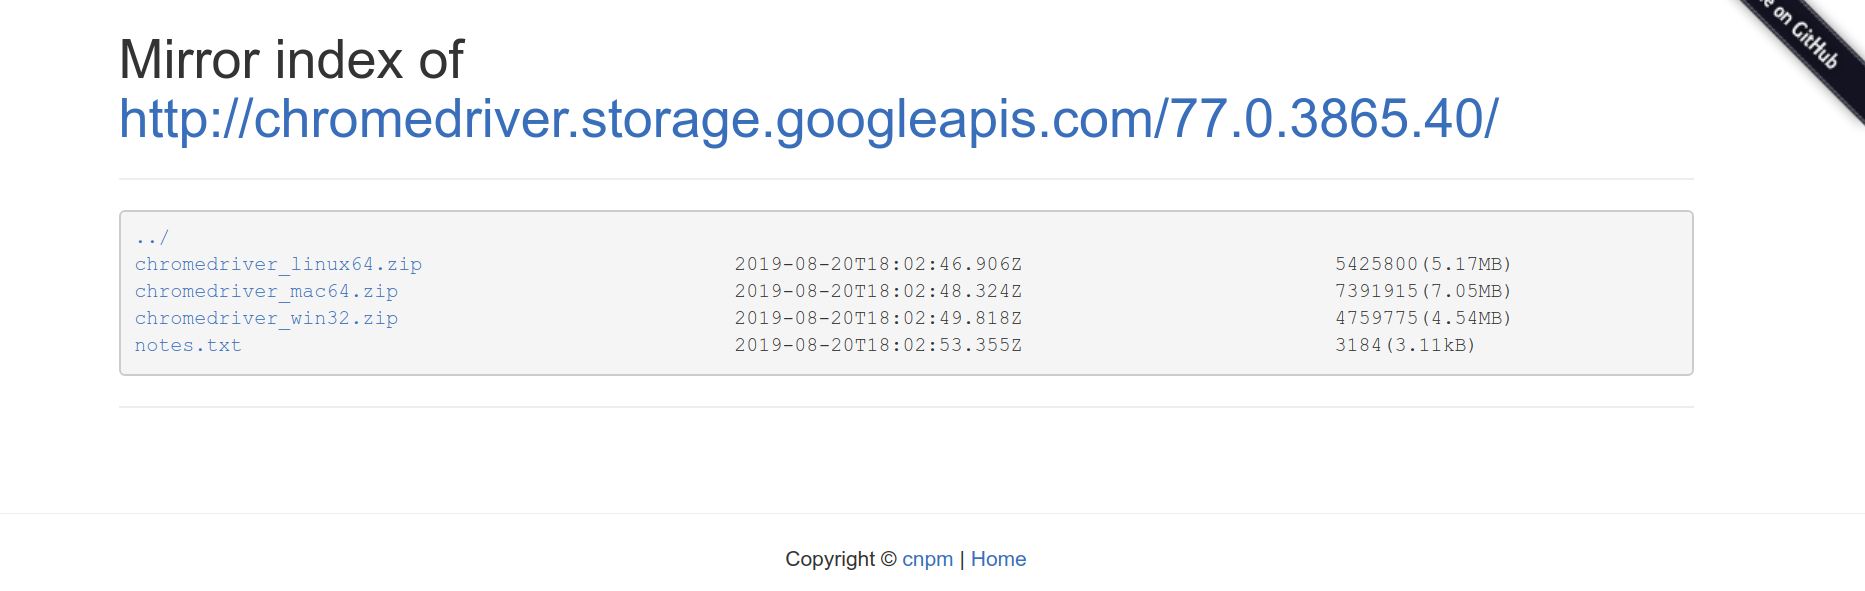 on GitHub
Mirror index of
http://chromedriver.storage.googleapis.com/77.0.3865.40/
../
chromedriver_linux64.zip 2019-08-20T18:02:46.906Z 5425800(5.17MB)
chromedriver_mac64.zip 2019-08-20T18:02:48.324Z 7391915(7.05MB)
chromedriver_win32.zip 2019-08-20T18:02:49.818Z 4759775(4.54MB)
notes.txt 2019-08-20T18:02:53.355Z 3184(3.11kB)
Copyright © cnpm | Home